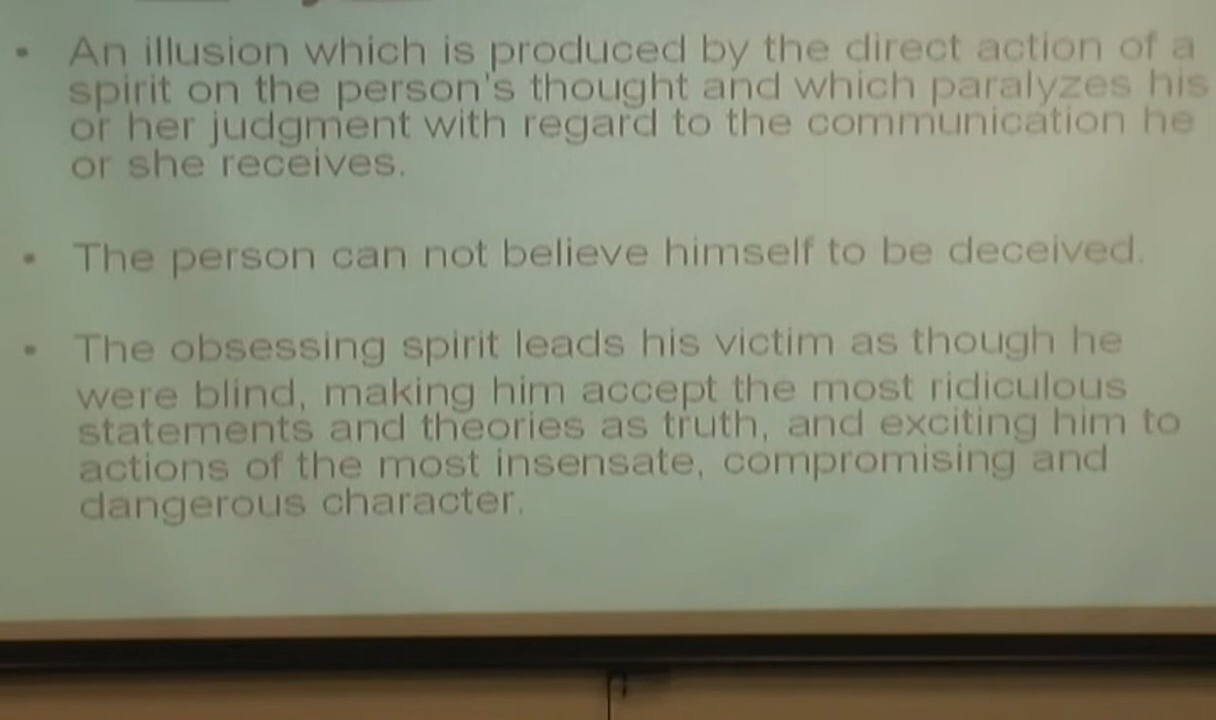 • An illusion which is produced by the direct action of a
spirit on the person's thought and which paralyzes his
or her judgment with regard to the communication he
or she receives.
• The person can not believe himself to be deceived.
• The obsessing spirit leads his victim as though he
were blind, making him accept the most ridiculous
statements and theories as truth, and exciting him to
actions of the most insensate, compromising and
dangerous character.